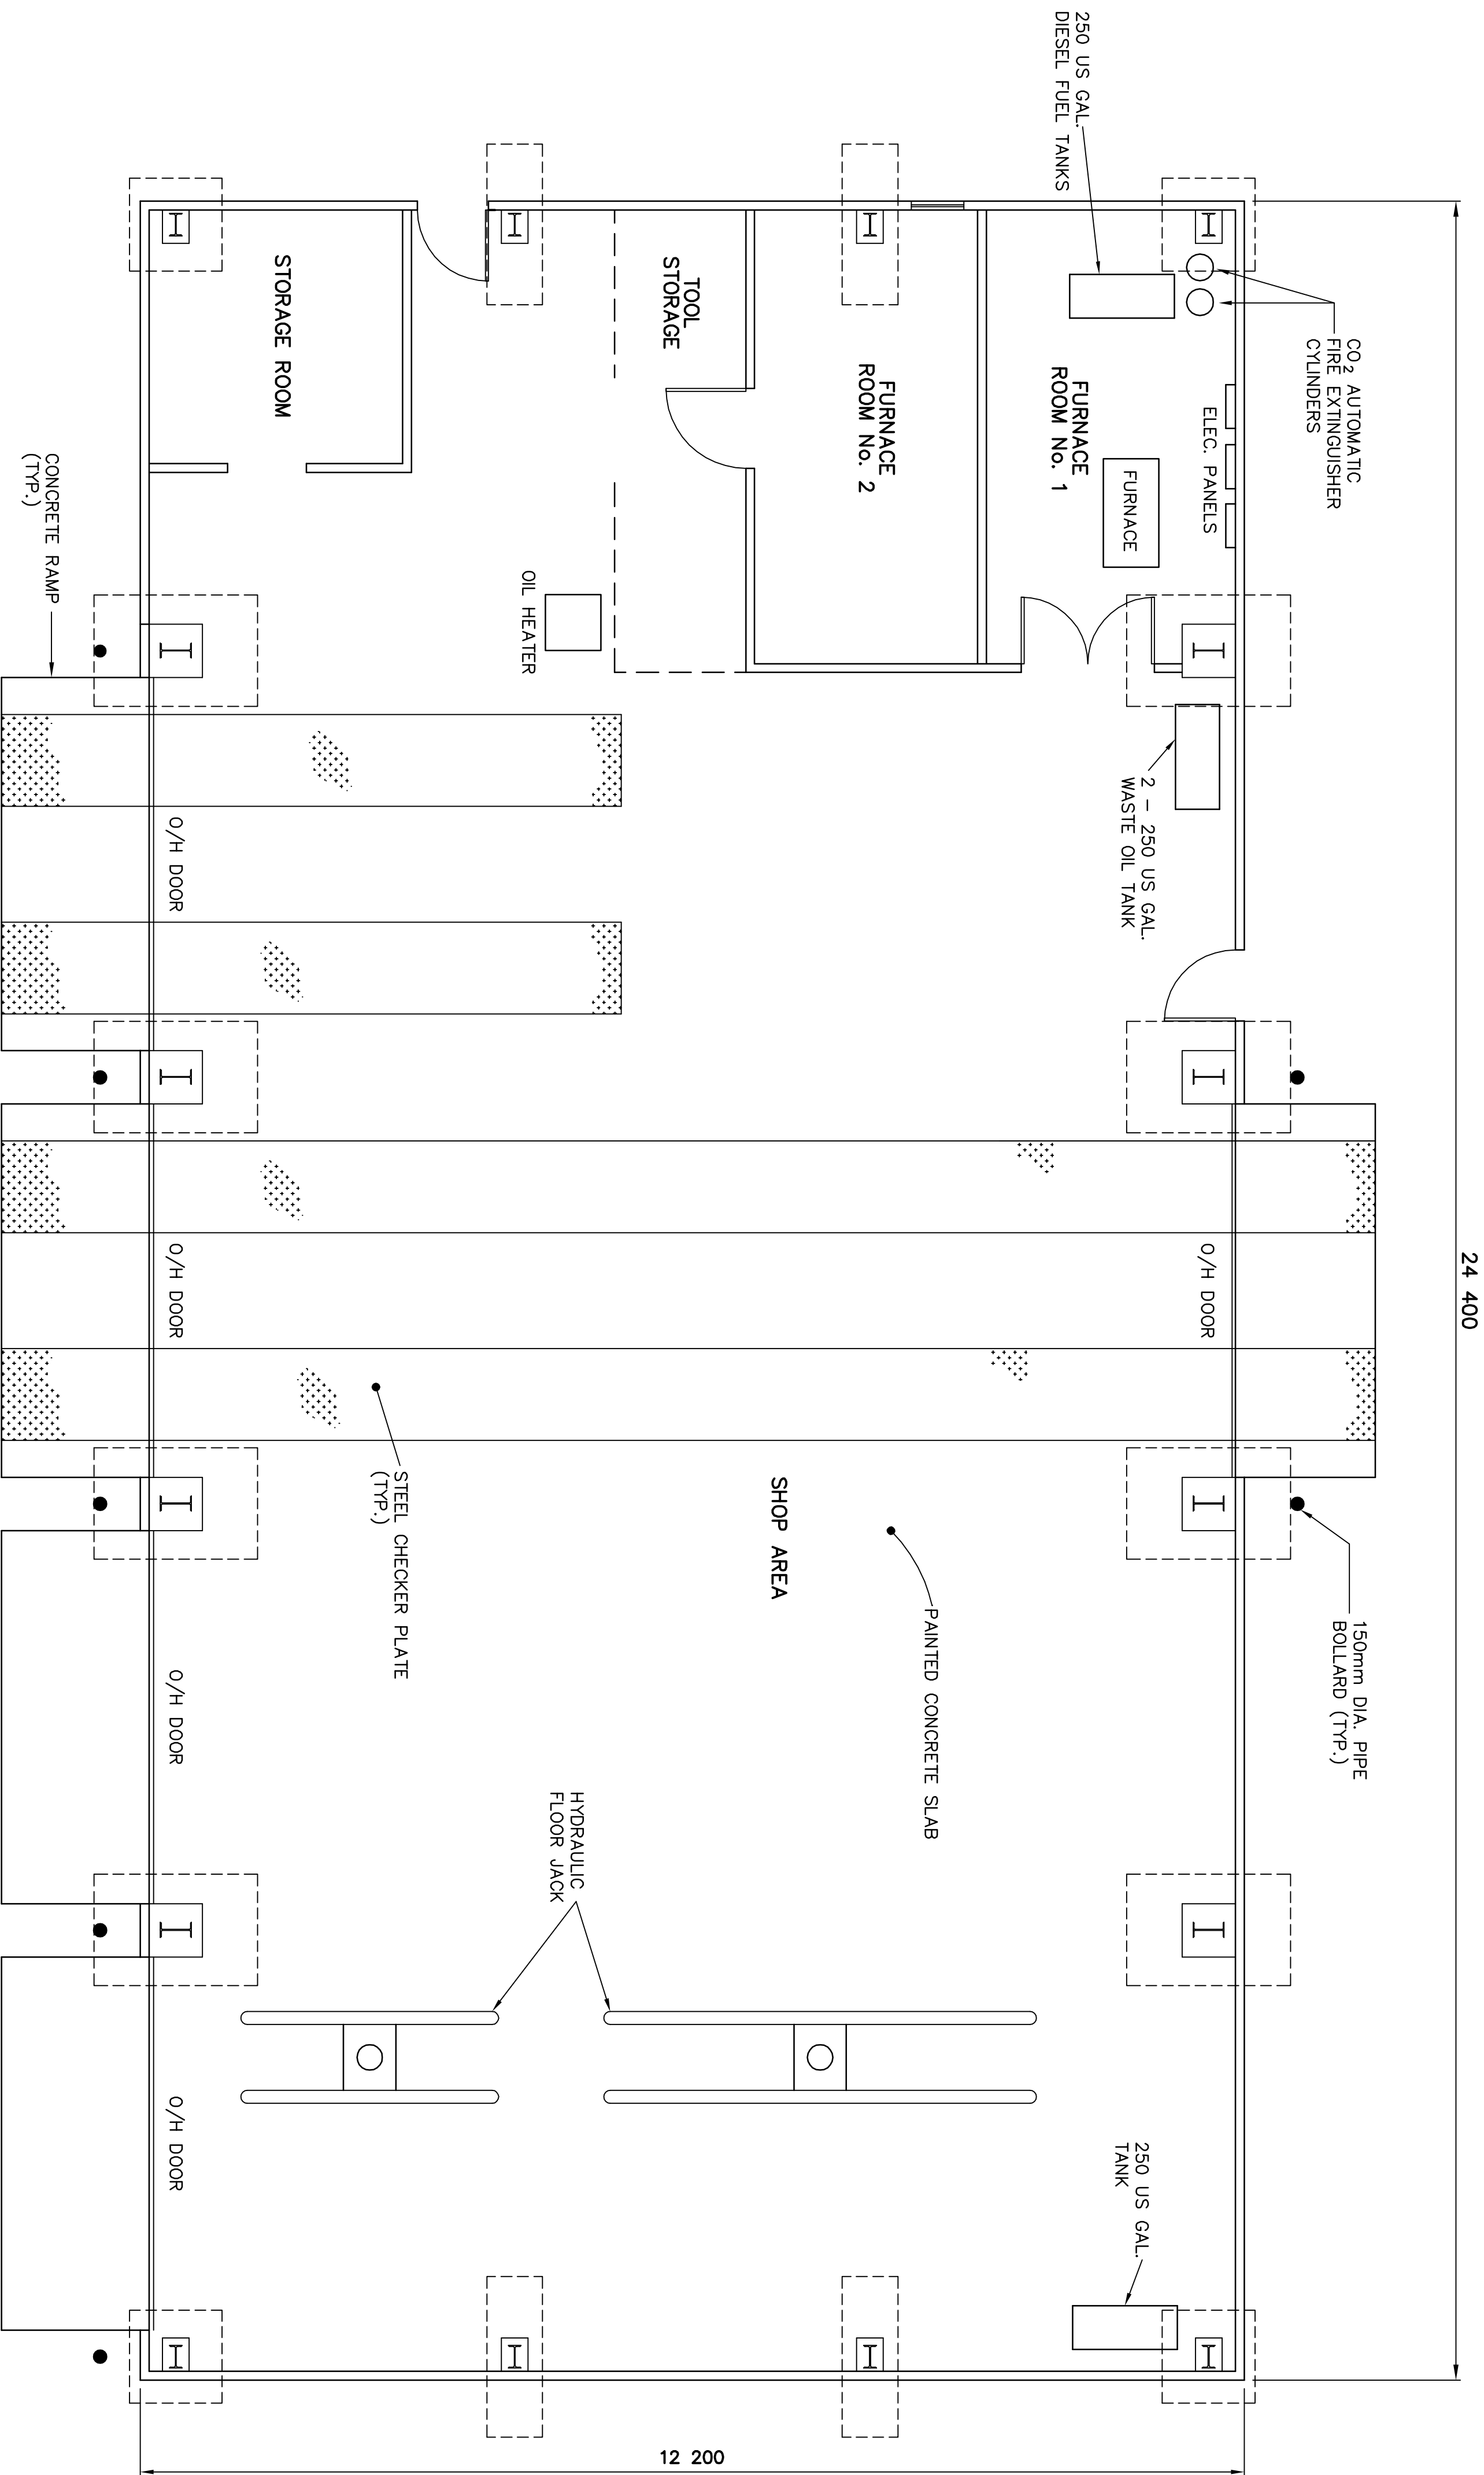 24 400
CO₂ AUTOMATIC
FIRE EXTINGUISHER
CYLINDERS
150mm DIA. PIPE
BOLLARD (TYP.)
250 US GAL.
DIESEL FUEL TANKS
ELEC. PANELS
O/H DOOR
FURNACE
FURNACE
ROOM No. 1
2 - 250 US GAL.
WASTE OIL TANK
250 US GAL.
TANK
FURNACE
ROOM No. 2
PAINTED CONCRETE SLAB
SHOP AREA
TOOL
STORAGE
12 200
OIL HEATER
HYDRAULIC
FLOOR JACK
STEEL CHECKER PLATE
(TYP.)
STORAGE ROOM
O/H DOOR
O/H DOOR
O/H DOOR
O/H DOOR
CONCRETE RAMP
(TYP.)